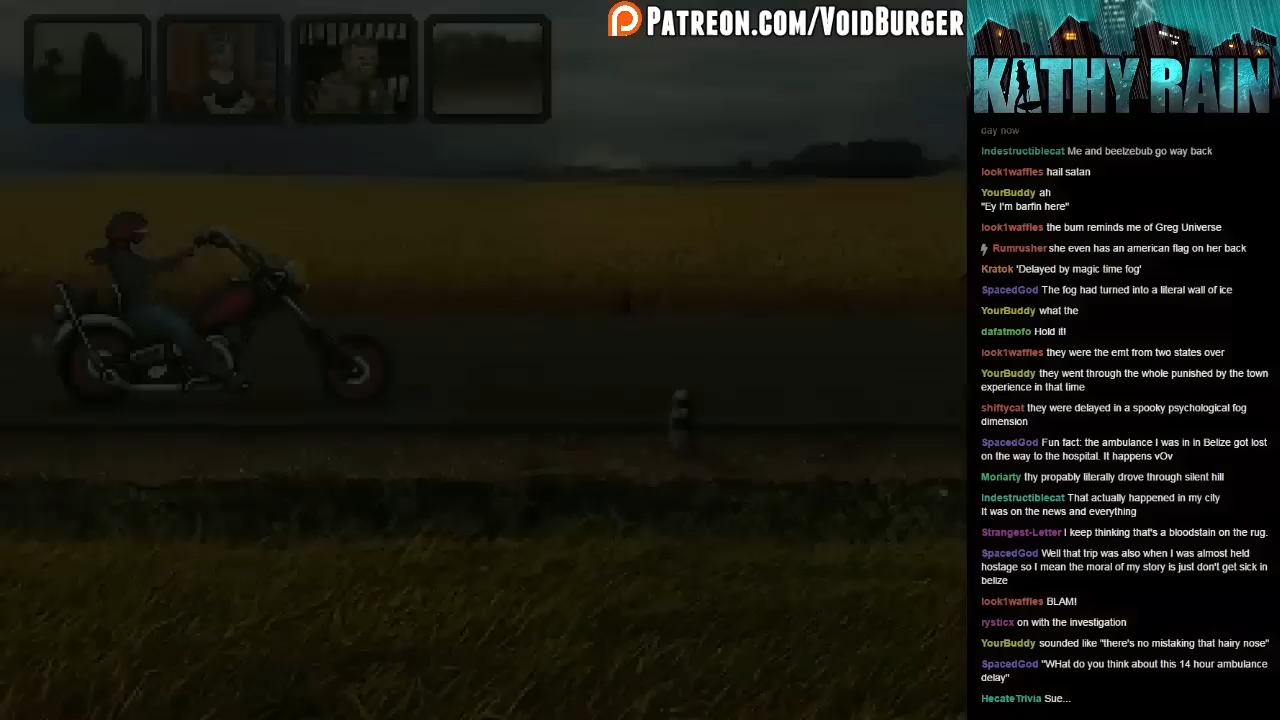 Patreon.com/VoidBurger
KATHY RAIN
day now
Indestructiblecat Me and beelzebub go way back
look1waffles hail satan
YourBuddy ah
"Ey I'm barfin here"
look1waffles the bum reminds me of Greg Universe
Rumrusher she even has an american flag on her back
Kratok 'Delayed by magic time fog'
SpacedGod The fog had turned into a literal wall of ice
YourBuddy what the
dafatmofo Hold it!
look1waffles they were the emt from two states over
YourBuddy they went through the whole punished by the town
experience in that time
shiftycat they were delayed in a spooky psychological fog
dimension
SpacedGod Fun fact: the ambulance I was in in Belize got lost
on the way to the hospital. It happens vOv
Moriarty thy propably literally drove through silent hill
Indestructiblecat That actually happened in my city
It was on the news and everything
Strangest-Letter I keep thinking that's a bloodstain on the rug.
SpacedGod Well that trip was also when I was almost held
hostage so I mean the moral of my story is just don't get sick in
belize
look1waffles BLAM!
rysticx on with the investigation
YourBuddy sounded like "there's no mistaking that hairy nose"
SpacedGod "WHat do you think about this 14 hour ambulance
delay"
HecateTrivia Sue...